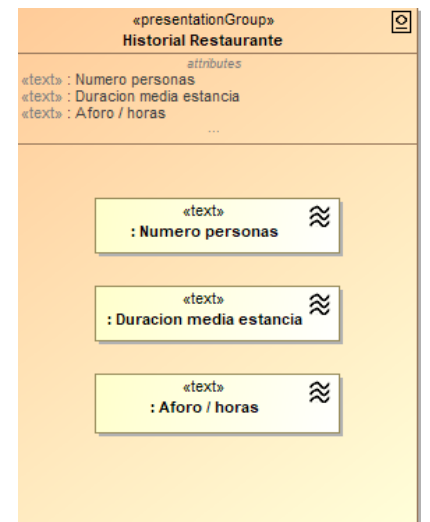 «presentationGroup»
Historial Restaurante
attributes
«text» : Numero personas
«text» : Duracion media estancia
«text» : Aforo / horas
...
«text»
: Numero personas
«text»
: Duracion media estancia
«text»
: Aforo / horas